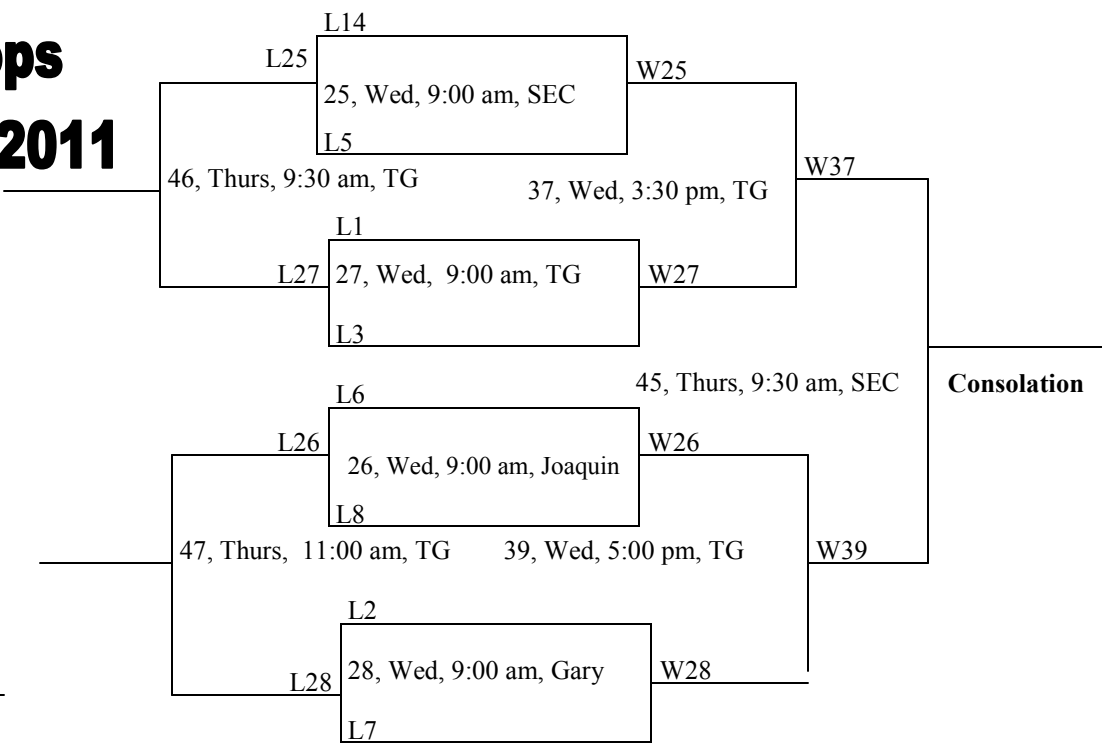 L14
ps
L25
W25
25, Wed, 9:00 am, SEC
2011
L5
W37
46, Thurs, 9:30 am, TG
37, Wed, 3:30 pm, TG
L1
L27
27, Wed, 9:00 am, TG
W27
L3
45, Thurs, 9:30 am, SEC
Consolation
L6
L26
W26
26, Wed, 9:00 am, Joaquin
L8
47, Thurs, 11:00 am, TG
39, Wed, 5:00 pm, TG
W39
L2
28, Wed, 9:00 am, Gary
W28
L28
L7